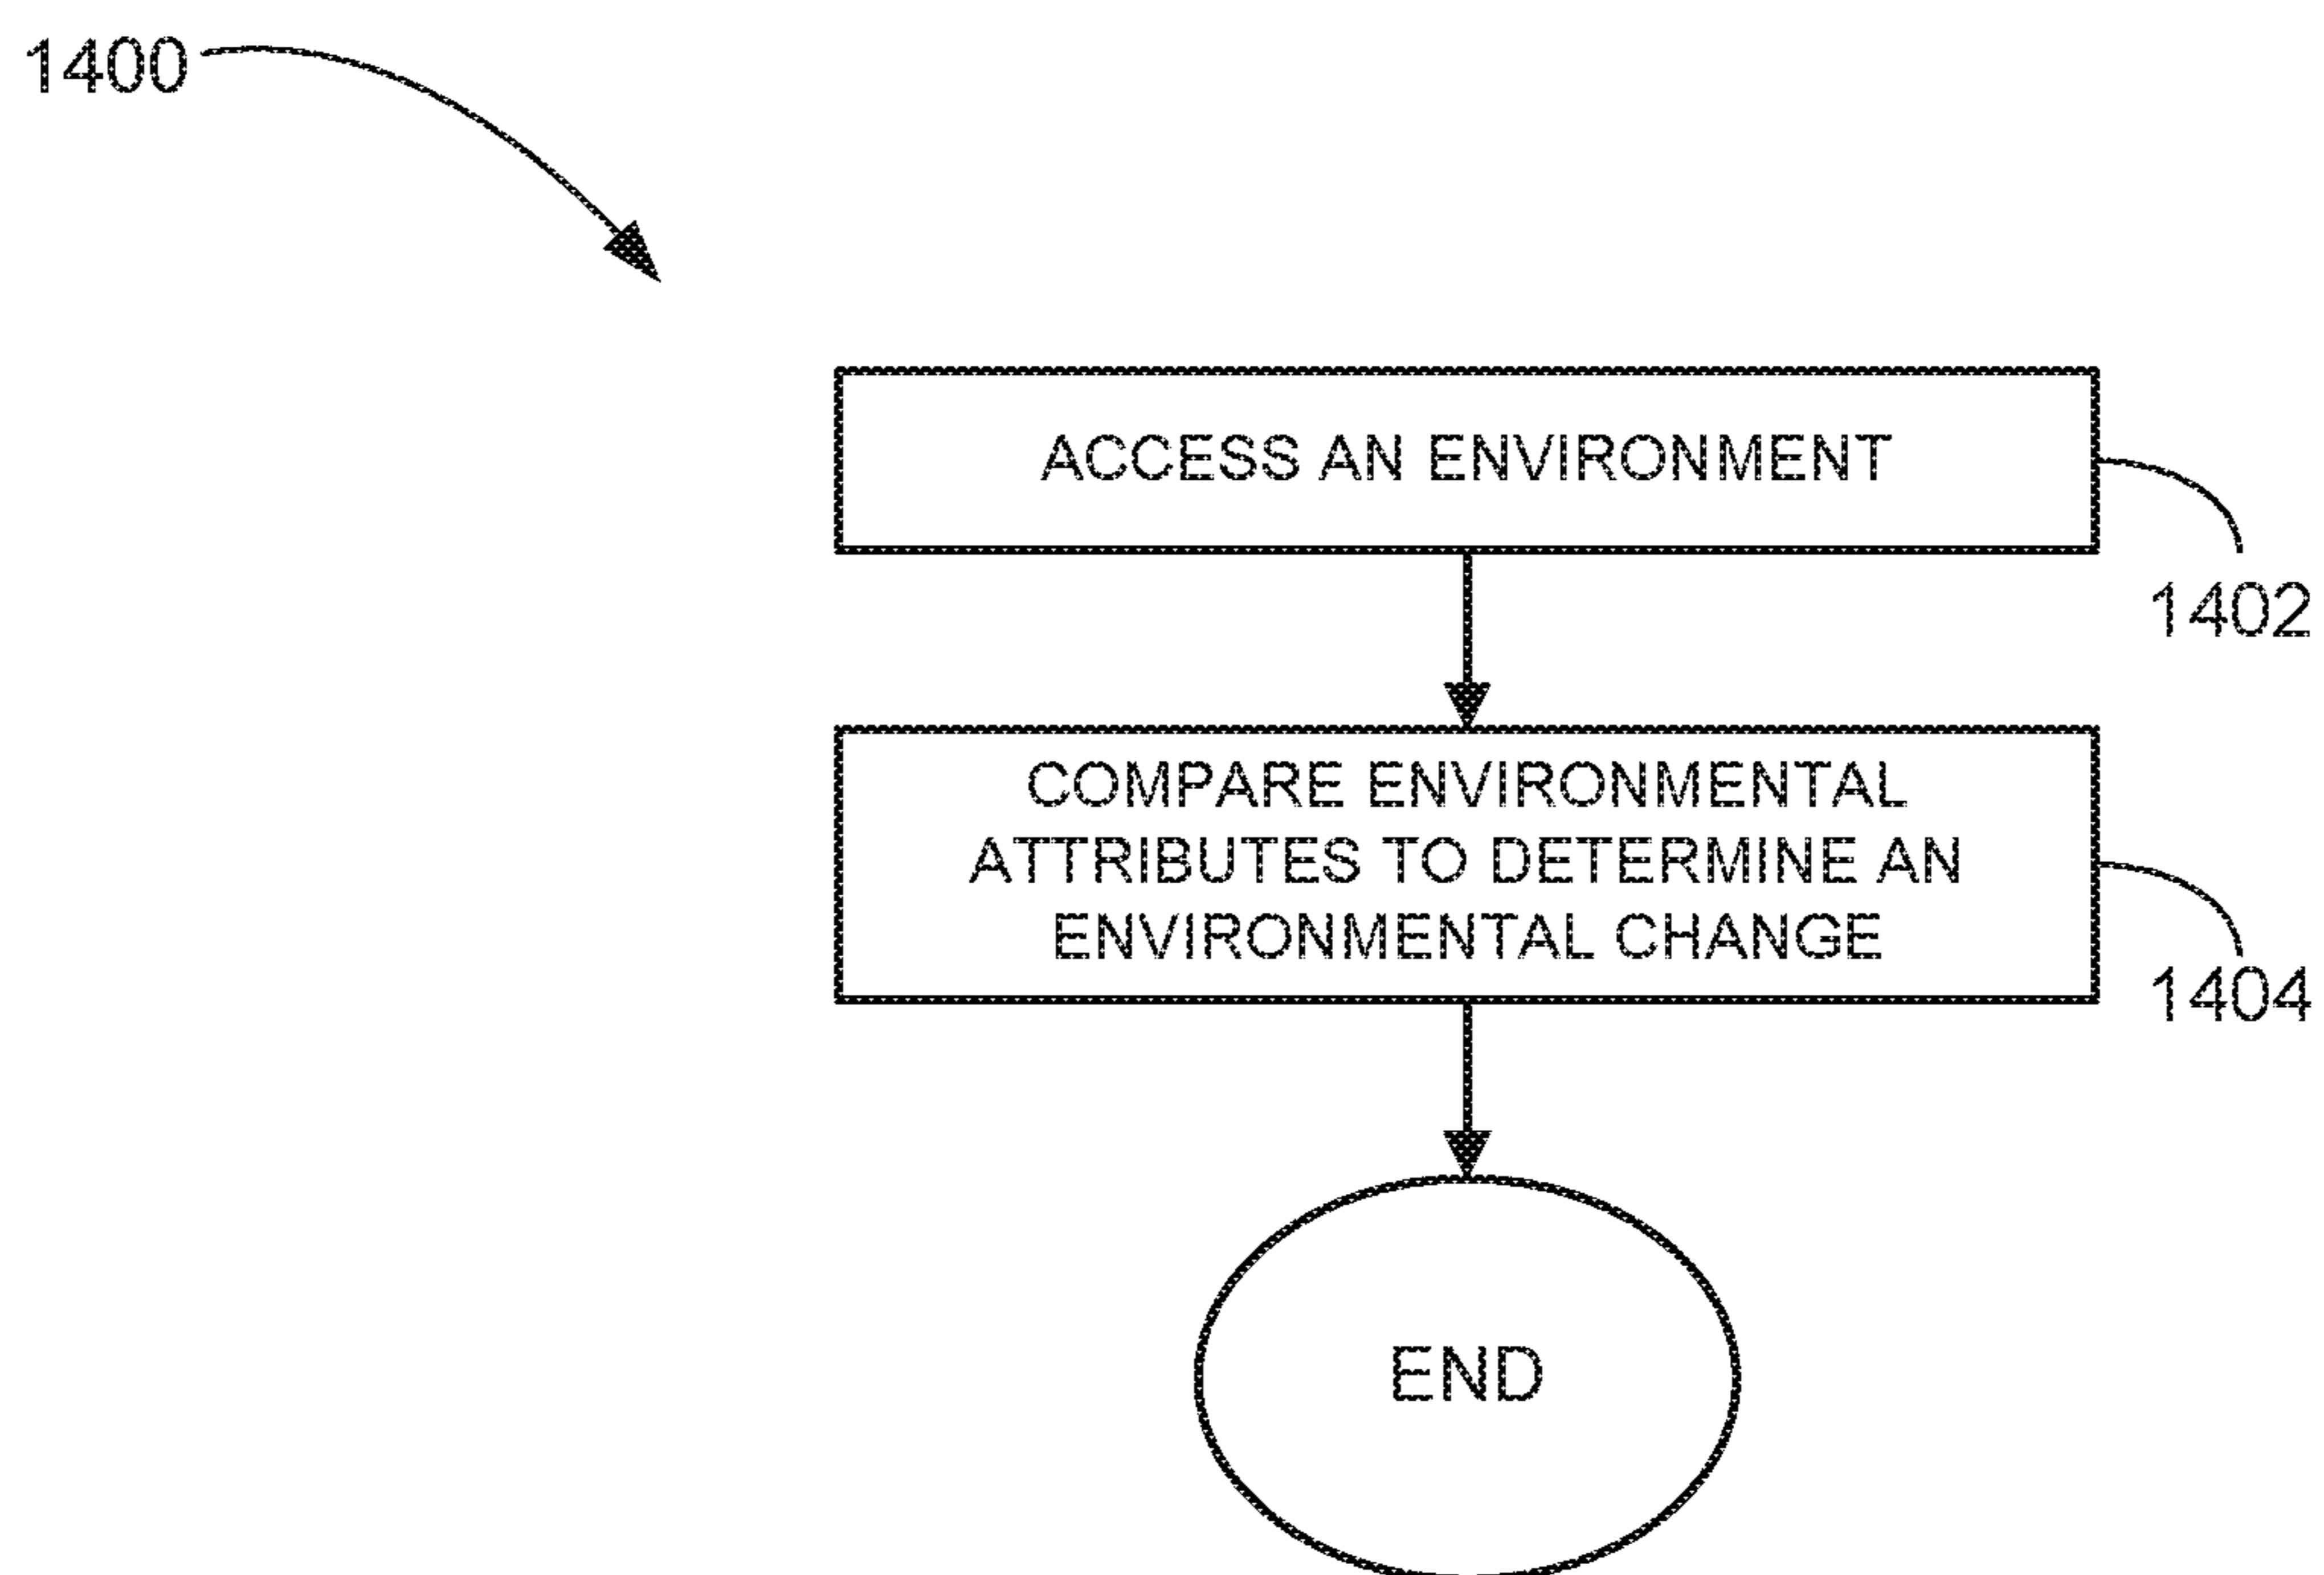 1400
ACCESS AN ENVIRONMENT
1402
COMPARE ENVIRONMENTAL
ATTRIBUTES TO DETERMINE AN
ENVIRONMENTAL CHANGE
1404
END